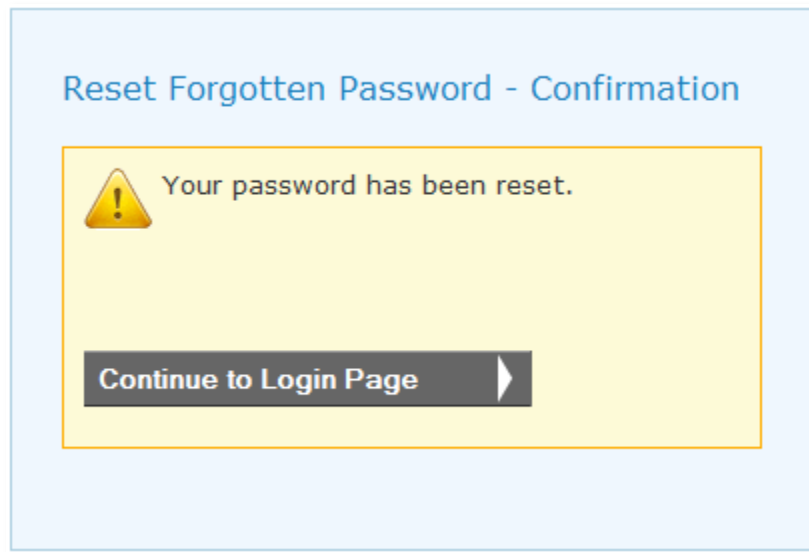 Reset Forgotten Password - Confirmation
Your password has been reset.
Continue to Login Page